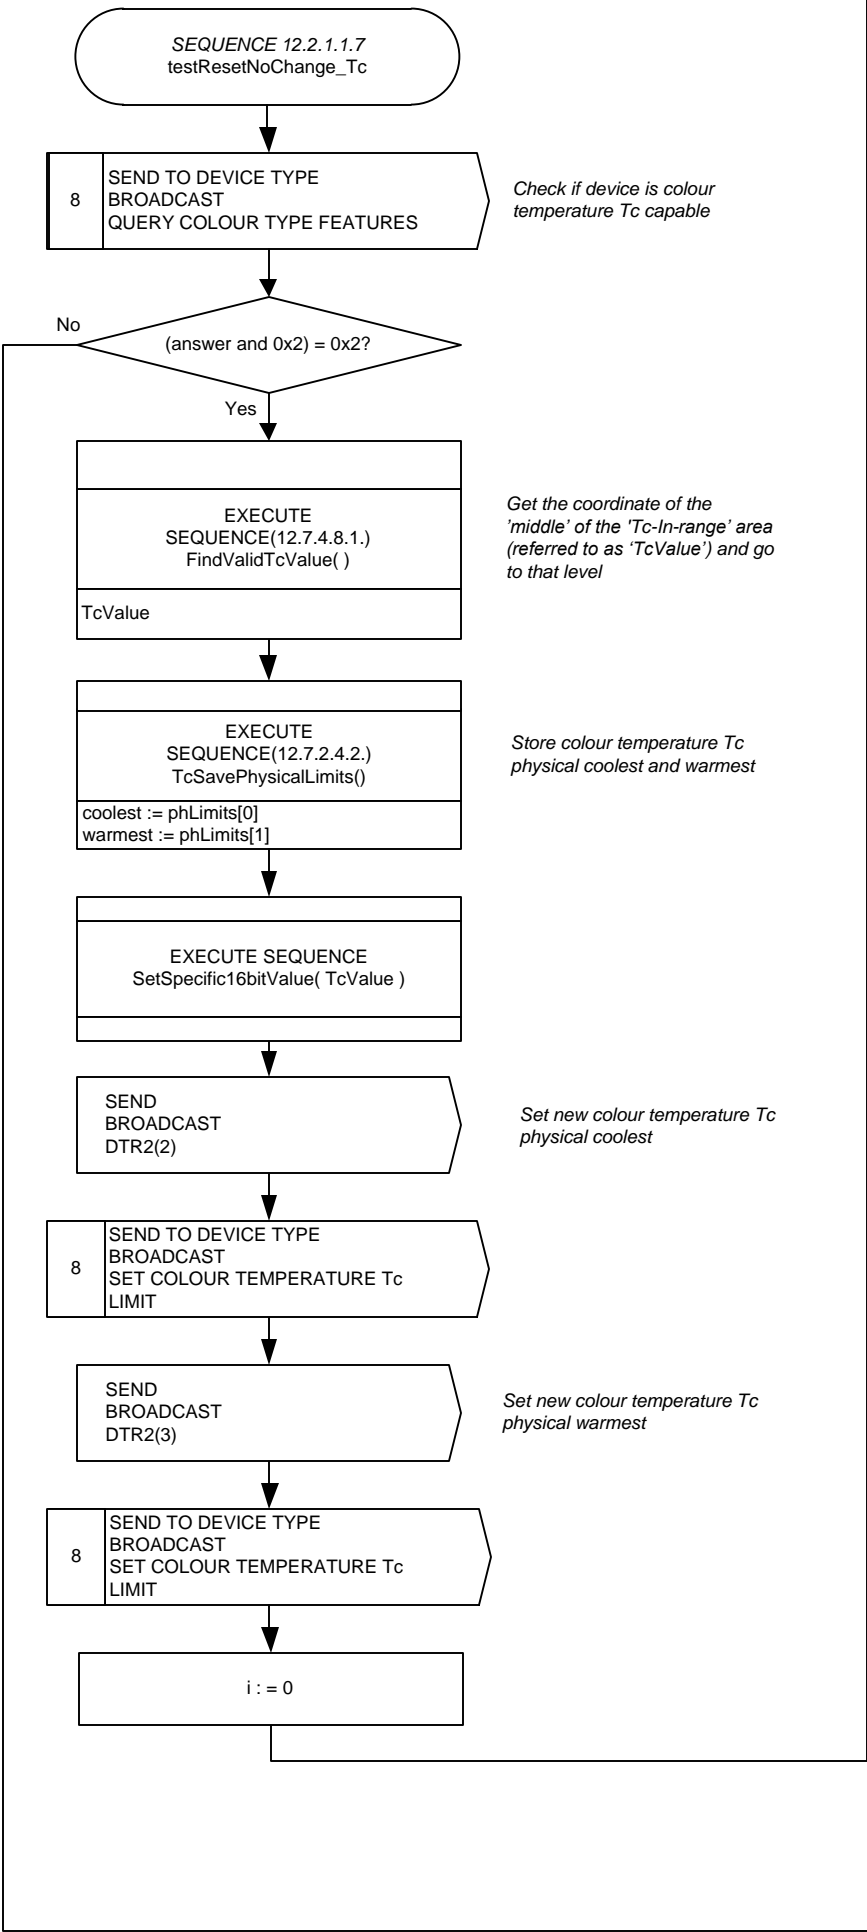 SEQUENCE 12.2.1.1.7
testResetNoChange_Tc
8
SEND TO DEVICE TYPE
BROADCAST
QUERY COLOUR TYPE FEATURES
Check if device is colour
temperature Tc capable
No
(answer and 0x2) = 0x2?
Yes
EXECUTE
SEQUENCE(12.7.4.8.1.)
FindValidTcValue( )
TcValue
Get the coordinate of the
’middle’ of the 'Tc-In-range’ area
(referred to as ‘TcValue’) and go
to that level
EXECUTE
SEQUENCE(12.7.2.4.2.)
TcSavePhysicalLimits()
coolest := phLimits[0]
warmest := phLimits[1]
Store colour temperature Tc
physical coolest and warmest
EXECUTE SEQUENCE
SetSpecific16bitValue( TcValue )
SEND
BROADCAST
DTR2(2)
Set new colour temperature Tc
physical coolest
8
SEND TO DEVICE TYPE
BROADCAST
SET COLOUR TEMPERATURE Tc
LIMIT
SEND
BROADCAST
DTR2(3)
Set new colour temperature Tc
physical warmest
8
SEND TO DEVICE TYPE
BROADCAST
SET COLOUR TEMPERATURE Tc
LIMIT
i : = 0